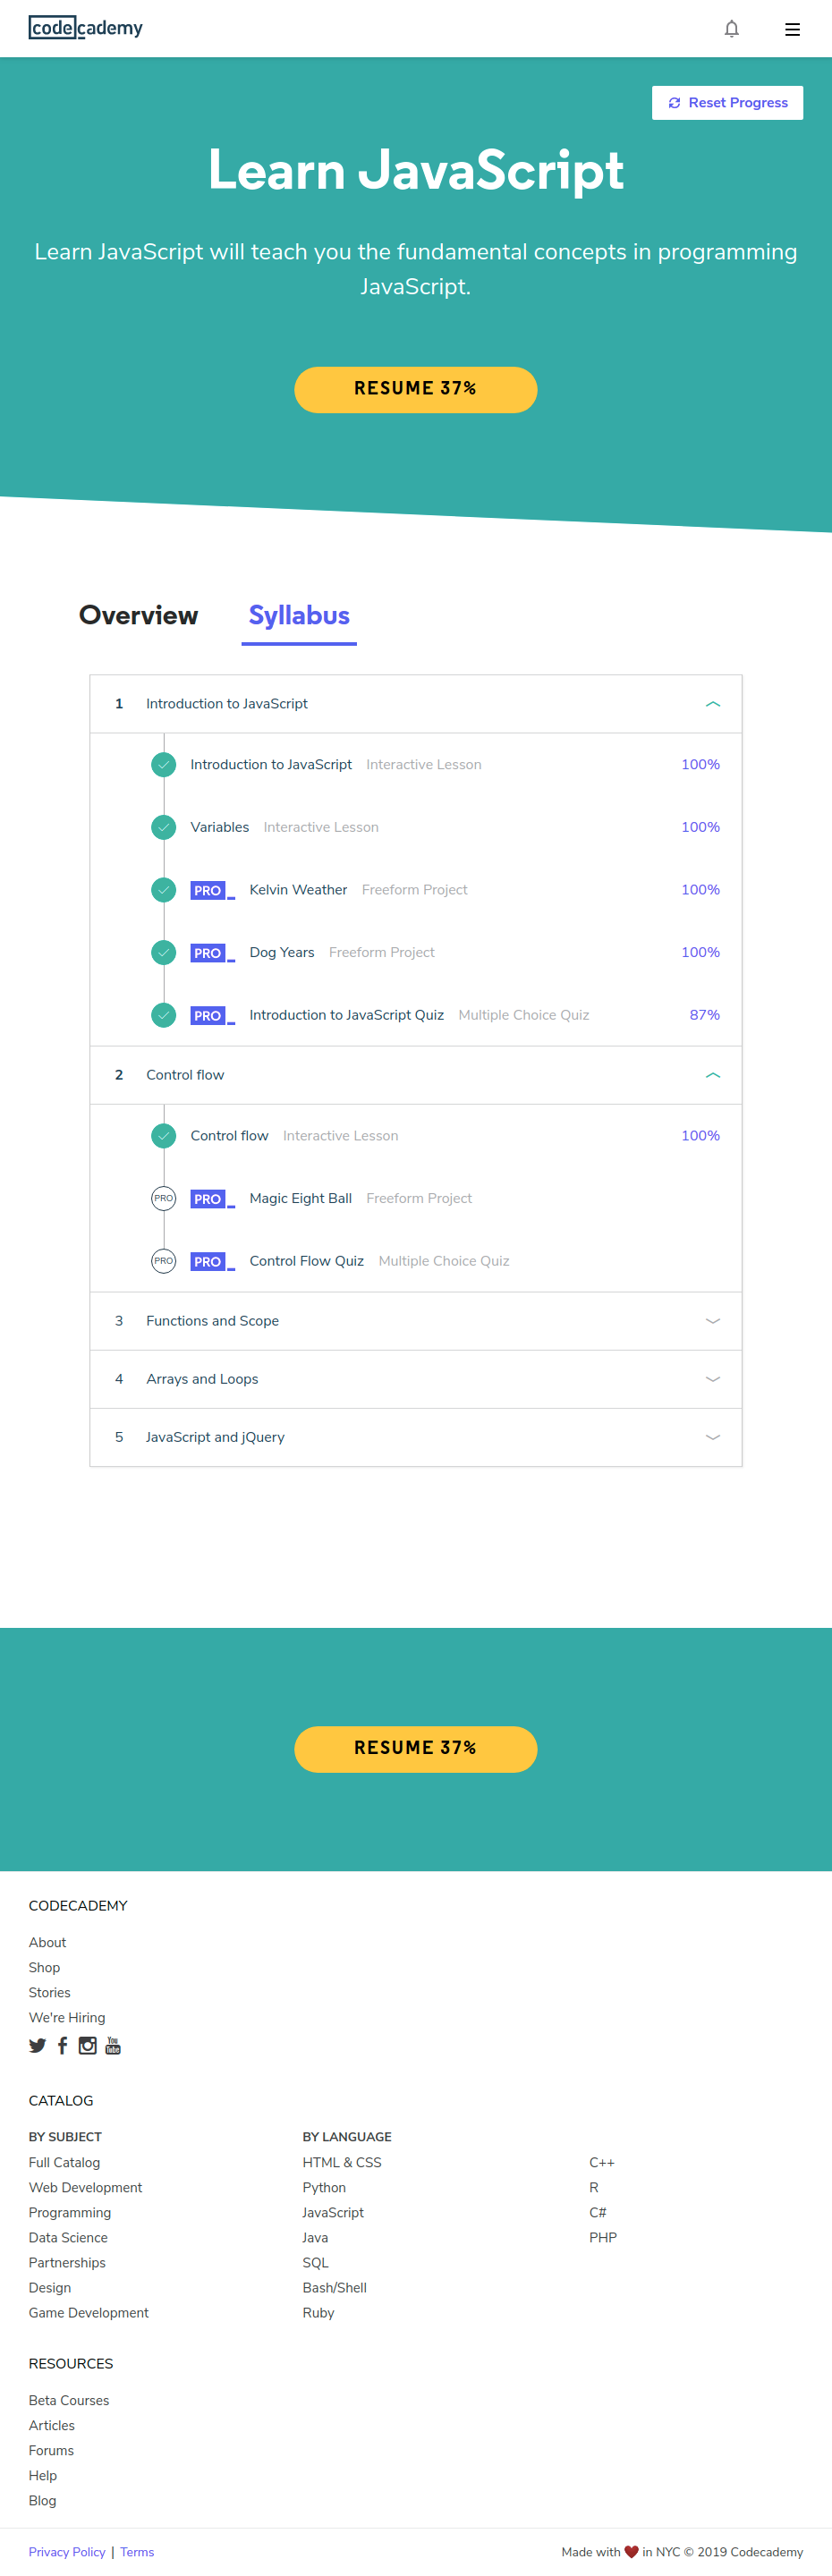 codecademy
Reset Progress
Learn JavaScript
Learn JavaScript will teach you the fundamental concepts in programming
JavaScript.
RESUME 37%
Overview Syllabus
1 Introduction to JavaScript
Introduction to JavaScript Interactive Lesson 100%
Variables Interactive Lesson 100%
PRO Kelvin Weather Freeform Project 100%
PRO Dog Years Freeform Project 100%
PRO Introduction to JavaScript Quiz Multiple Choice Quiz 87%
2 Control flow
Control flow Interactive Lesson 100%
PRO PRO Magic Eight Ball Freeform Project
PRO PRO Control Flow Quiz Multiple Choice Quiz
3 Functions and Scope
4 Arrays and Loops
5 JavaScript and jQuery
RESUME 37%
CODECADEMY
About
Shop
Stories
We're Hiring
You Tube
CATALOG
BY SUBJECT
Full Catalog
Web Development
Programming
Data Science
Partnerships
Design
Game Development
BY LANGUAGE
HTML & CSS
Python
JavaScript
Java
SQL
Bash/Shell
Ruby
C++
R
C#
PHP
RESOURCES
Beta Courses
Articles
Forums
Help
Blog
Privacy Policy | Terms
Made with ❤️ in NYC © 2019 Codecademy